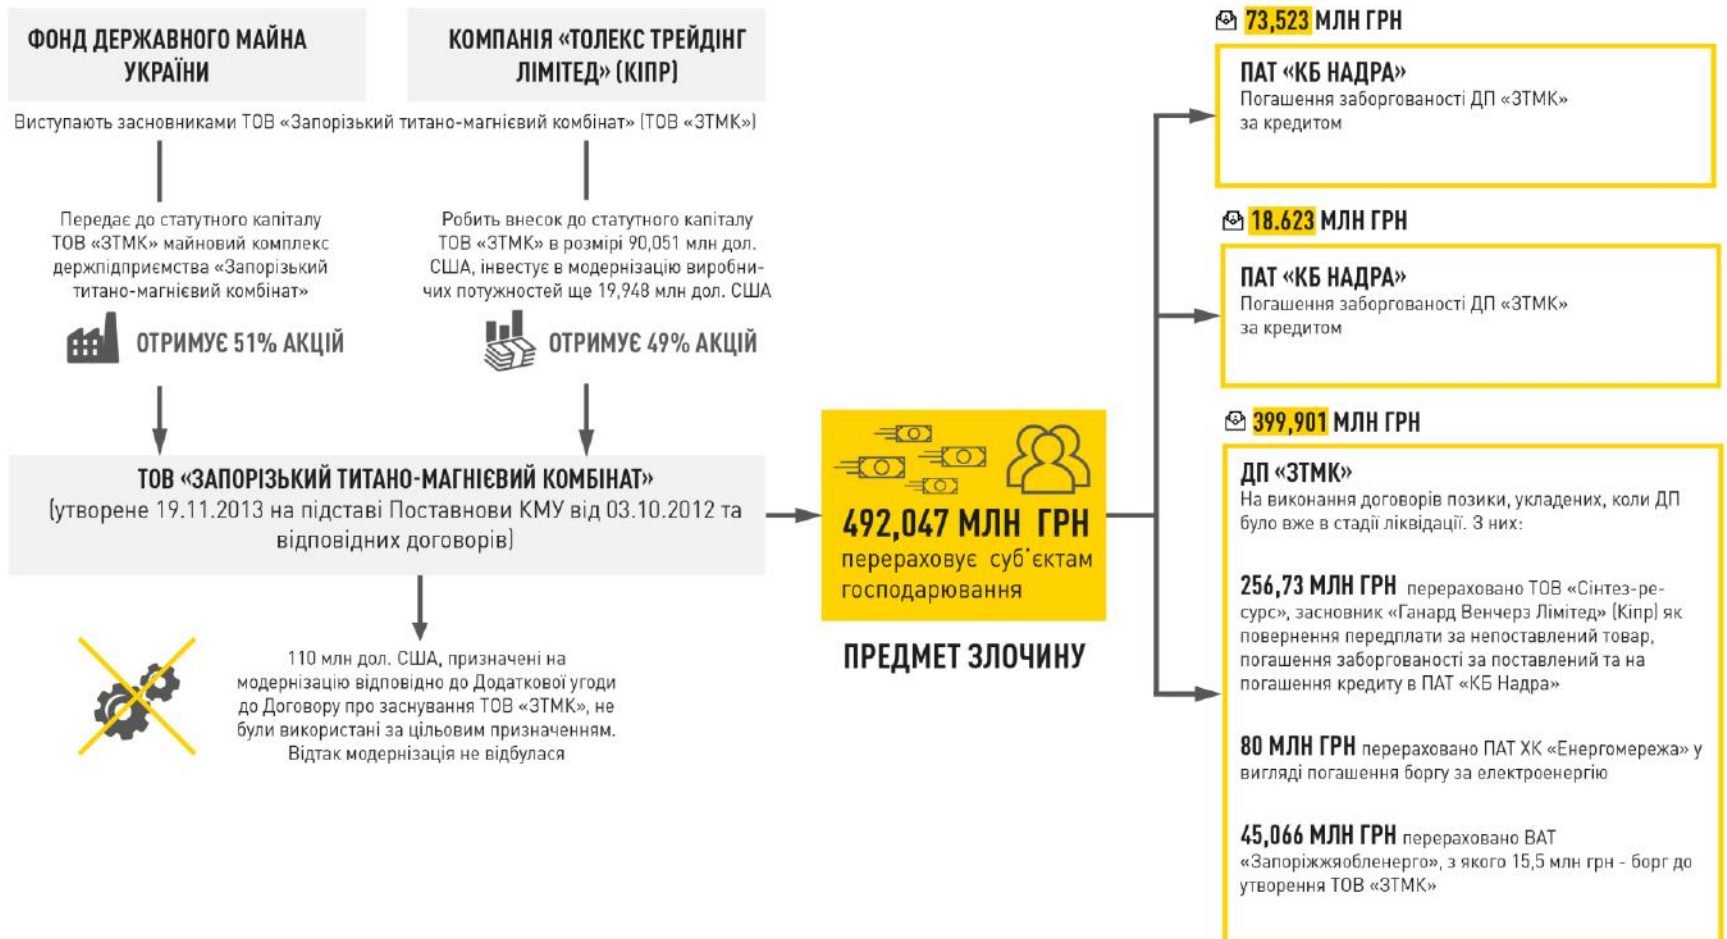 ФОНД ДЕРЖАВНОГО МАЙНА
УКРАЇНИ
КОМПАНІЯ «ТОЛЕКС ТРЕЙДІНГ
ЛІМІТЕД» (КІПР)
Виступають засновниками ТОВ «Запорізький титано-магнієвий комбінат» (ТОВ «ЗТМК»)
Передає до статутного капіталу
ТОВ «ЗТМК» майновий комплекс
держпідприємства «Запорізький
титано-магнієвий комбінат»
ОТРИМУЄ 51% АКЦІЙ
Робить внесок до статутного капіталу
ТОВ «ЗТМК» в розмірі 90,051 млн дол.
США, інвестує в модернізацію виробни-
чих потужностей ще 19,948 млн дол. США
ОТРИМУЄ 49% АКЦІЙ
ТОВ «ЗАПОРІЗЬКИЙ ТИТАНО-МАГНІЄВИЙ КОМБІНАТ»
(утворене 19.11.2013 на підставі Поставнови КМУ від 03.10.2012 та
відповідних договорів)
110 млн дол. США, призначені на
модернізацію відповідно до Додаткової угоди
до Договору про заснування ТОВ «ЗТМК», не
були використані за цільовим призначенням.
Відтак модернізація не відбулася
492,047 МЛН ГРН
перераховує суб'єктам
господарювання
ПРЕДМЕТ ЗЛОЧИНУ
73,523 МЛН ГРН
ПАТ «КБ НАДРА»
Погашення заборгованості ДП «ЗТМК»
за кредитом
18.623 МЛН ГРН
ПАТ «КБ НАДРА»
Погашення заборгованості ДП «ЗТМК»
за кредитом
399,901 МЛН ГРН
ДП «ЗТМК»
На виконання договорів позики, укладених, коли ДП
було вже в стадії ліквідації. З них:
256,73 МЛН ГРН перераховано ТОВ «Сінтез-ре-
сурс», засновник «Ганард Венчерз Лімітед» (Кіпр) як
повернення передплати за непоставлений товар,
погашення заборгованості за поставлений та на
погашення кредиту в ПАТ «КБ Надра»
80 МЛН ГРН перераховано ПАТ ХК «Енергомережа» у
вигляді погашення боргу за електроенергію
45,066 МЛН ГРН перераховано ВАТ
«Запоріжжяобленерго», з якого 15,5 млн грн - борг до
утворення ТОВ «ЗТМК»